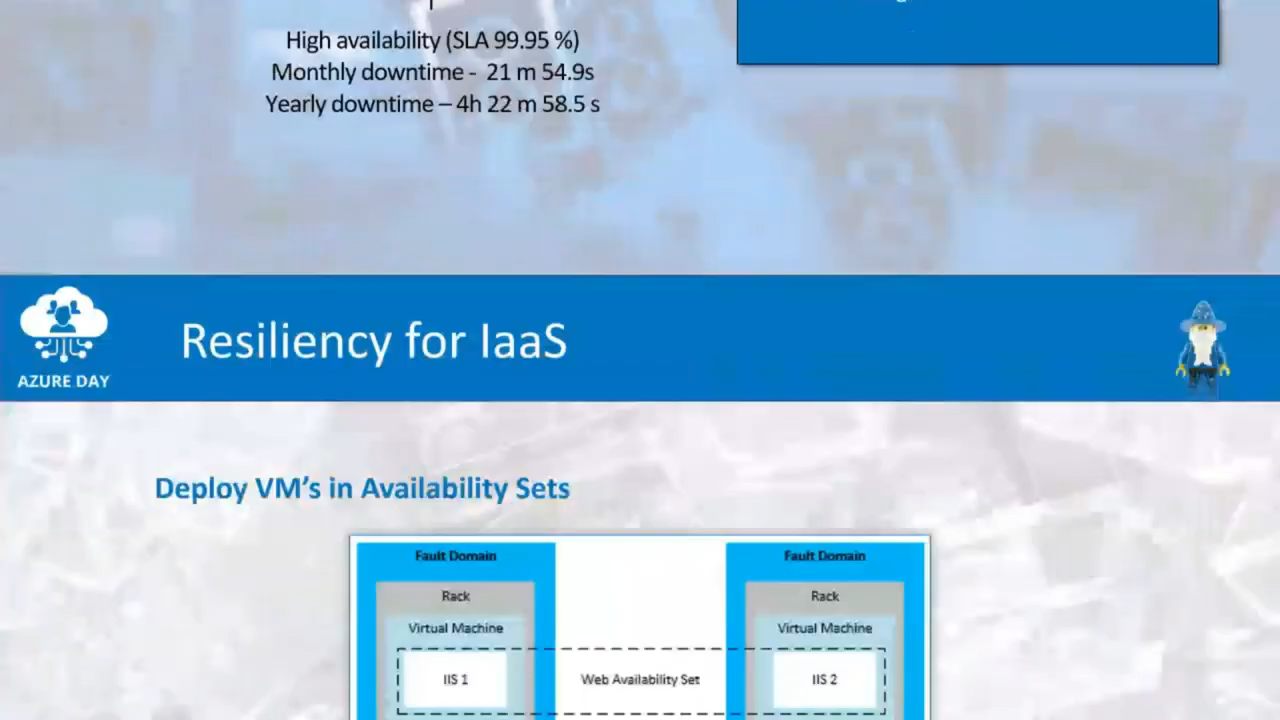 High availability (SLA 99.95 %)
Monthly downtime - 21 m 54.9s
Yearly downtime – 4h 22 m 58.5 s
AZURE DAY
Resiliency for IaaS
Deploy VM’s in Availability Sets
Fault Domain
Fault Domain
Rack
Rack
Virtual Machine
Virtual Machine
IIS 1
Web Availability Set
IIS 2